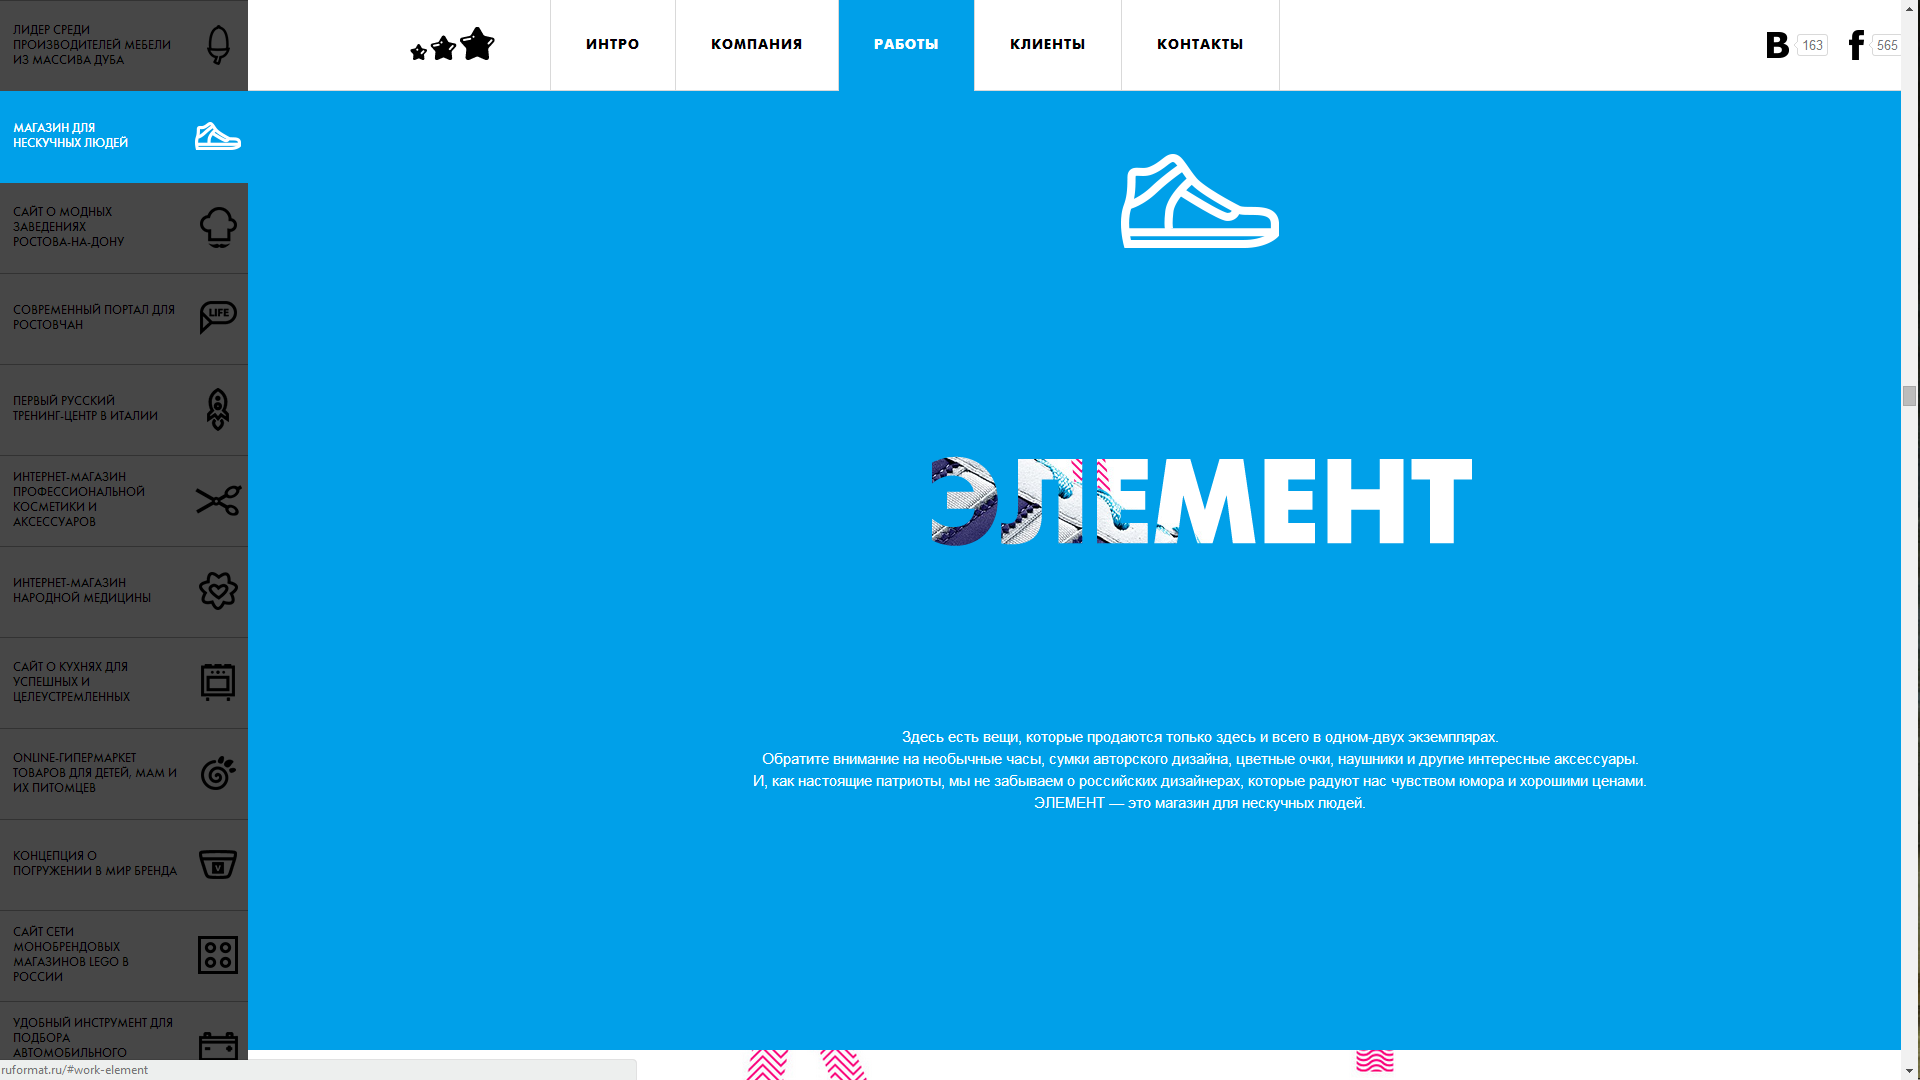 ИНТРО
КОМПАНИЯ
РАБОТЫ
КЛИЕНТЫ
КОНТАКТЫ
B 163
f 565
ЛИДЕР СРЕДИ
ПРОИЗВОДИТЕЛЕЙ МЕБЕЛИ
ИЗ МАССИВА ДУБА
МАГАЗИН ДЛЯ
НЕСКУЧНЫХ ЛЮДЕЙ
САЙТ О МОДНЫХ
ЗАВЕДЕНИЯХ
РОСТОВА-НА-ДОНУ
СОВРЕМЕННЫЙ ПОРТАЛ ДЛЯ
РОСТОВЧАН
LIFE
ПЕРВЫЙ РУССКИЙ
ТРЕНИНГ-ЦЕНТР В ИТАЛИИ
ИНТЕРНЕТ-МАГАЗИН
ПРОФЕССИОНАЛЬНОЙ
КОСМЕТИКИ И
АКСЕССУАРОВ
ИНТЕРНЕТ-МАГАЗИН
НАРОДНОЙ МЕДИЦИНЫ
САЙТ О КУХНЯХ ДЛЯ
УСПЕШНЫХ И
ЦЕЛЕУСТРЕМЛЕННЫХ
ONLINE-ГИПЕРМАРКЕТ
ТОВАРОВ ДЛЯ ДЕТЕЙ, МАМ И
ИХ ПИТОМЦЕВ
КОНЦЕПЦИЯ О
ПОГРУЖЕНИИ В МИР БРЕНДА
V
САЙТ СЕТИ
МОНОБРЕНДОВЫХ
МАГАЗИНОВ LEGO В
РОССИИ
УДОБНЫЙ ИНСТРУМЕНТ ДЛЯ
ПОДБОРА
АВТОМОБИЛЬНОГО
ЭЛЕМЕНТ
Здесь есть вещи, которые продаются только здесь и всего в одном-двух экземплярах.
Обратите внимание на необычные часы, сумки авторского дизайна, цветные очки, наушники и другие интересные аксессуары.
И, как настоящие патриоты, мы не забываем о российских дизайнерах, которые радуют нас чувством юмора и хорошими ценами.
ЭЛЕМЕНТ — это магазин для нескучных людей.
ruformat.ru/#work-element